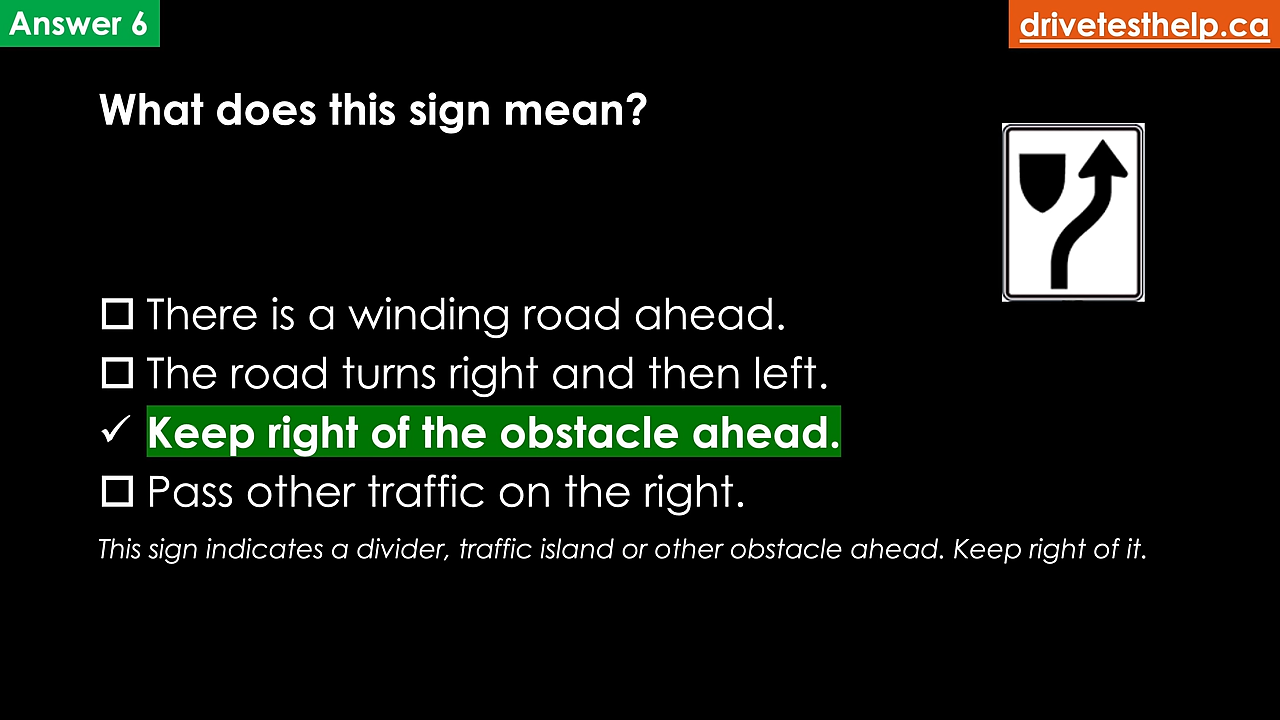 Answer 6
drivetesthelp.ca
What does this sign mean?
There is a winding road ahead.
The road turns right and then left.
Keep right of the obstacle ahead.
Pass other traffic on the right.
This sign indicates a divider, traffic island or other obstacle ahead. Keep right of it.